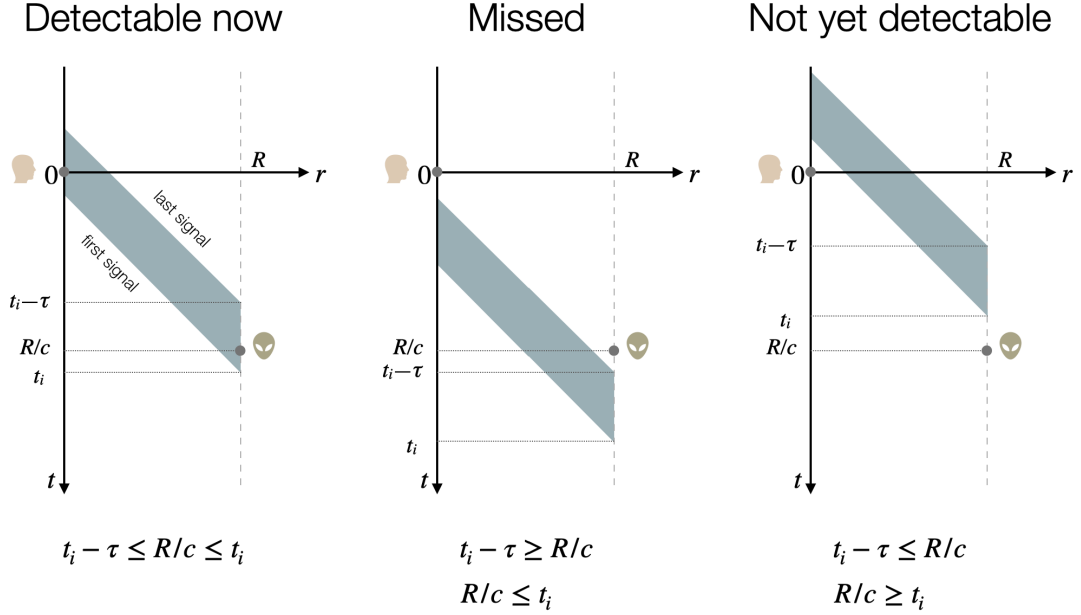 Detectable now
Missed
Not yet detectable
0
R
r
last signal
first signal
tᵢ−τ
R/c
tᵢ
t
tᵢ − τ ≤ R/c ≤ tᵢ
0
R
r
R/c
tᵢ−τ
tᵢ
t
tᵢ − τ ≥ R/c
R/c ≤ tᵢ
0
R
r
tᵢ−τ
tᵢ
R/c
t
tᵢ − τ ≤ R/c
R/c ≥ tᵢ